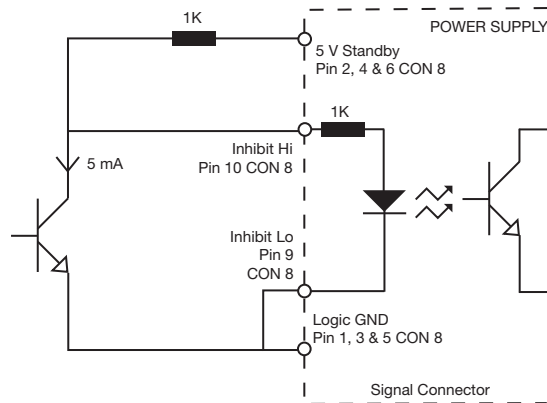 1K
POWER SUPPLY
5 V Standby
Pin 2, 4 & 6 CON 8
1K
Inhibit Hi
Pin 10 CON 8
5 mA
Inhibit Lo
Pin 9
CON 8
Logic GND
Pin 1, 3 & 5 CON 8
Signal Connector